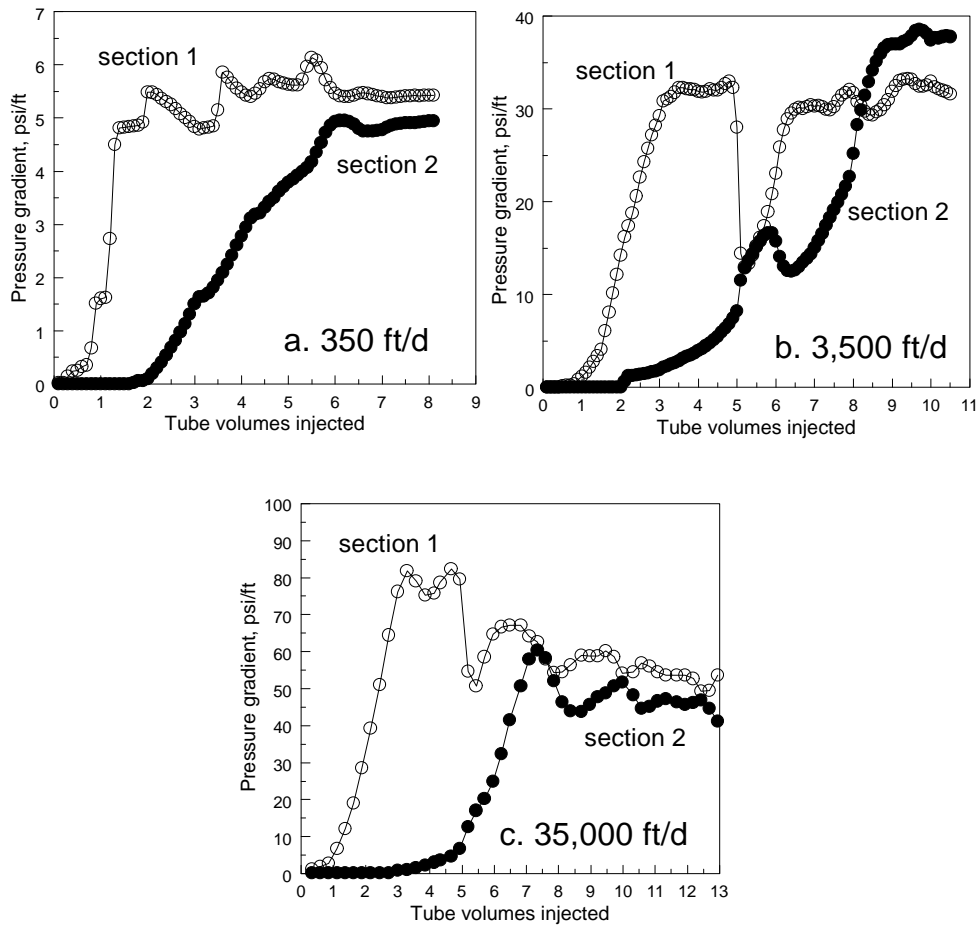 7
6
5
4
3
2
1
0
Pressure gradient, psi/ft
section 1
section 2
a. 350 ft/d
0 1 2 3 4 5 6 7 8 9
Tube volumes injected
40
30
20
10
0
Pressure gradient, psi/ft
section 1
section 2
b. 3,500 ft/d
0 1 2 3 4 5 6 7 8 9 10 11
Tube volumes injected
100
90
80
70
60
50
40
30
20
10
0
Pressure gradient, psi/ft
section 1
section 2
c. 35,000 ft/d
0 1 2 3 4 5 6 7 8 9 10 11 12 13
Tube volumes injected